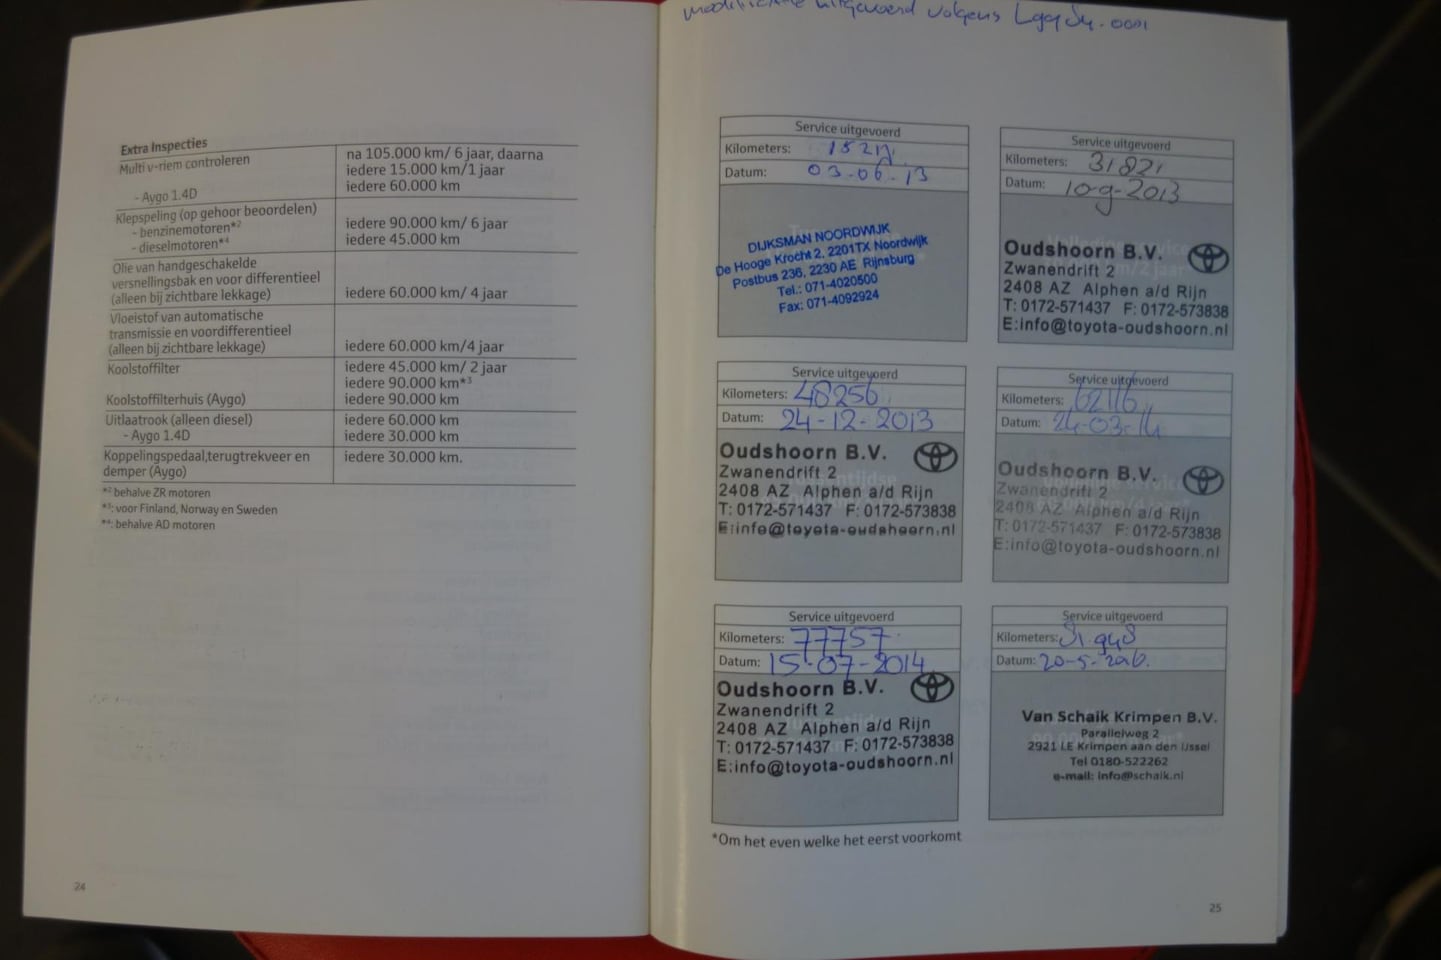 modificatie uitgevoerd volgens
Extra Inspecties
Multi v-riem controleren
na 105.000 km/ 6 jaar, daarna
iedere 15.000 km/1 jaar
- Aygo 1.4D
iedere 60.000 km
Klepspeling (op gehoor beoordelen)
- benzinemotoren*2
iedere 90.000 km/ 6 jaar
- dieselmotoren*4
iedere 45.000 km
Olie van handgeschakelde
versnellingsbak en voor differentieel
(alleen bij zichtbare lekkage)
iedere 60.000 km/ 4 jaar
Vloeistof van automatische
transmissie en voordifferentieel
(alleen bij zichtbare lekkage)
iedere 60.000 km/4 jaar
Koolstoffilter
iedere 45.000 km/ 2 jaar
iedere 90.000 km*3
Koolstoffilterhuis (Aygo)
iedere 90.000 km
Uitlaatrook (alleen diesel)
iedere 60.000 km
- Aygo 1.4D
iedere 30.000 km
Koppelingspedaal,terugtrekveer en
demper (Aygo)
iedere 30.000 km.
*2 behalve ZR motoren
*3: voor Finland, Norway en Sweden
*4: behalve AD motoren
24
Service uitgevoerd
Kilometers:
Datum: 03-06-13
DIJKSMAN NOORDWIJK
De Hooge Krocht 2, 2201TX Noordwijk
Postbus 236, 2230 AE Rijnsburg
Tel.: 071-4020500
Fax: 071-4092924
Service uitgevoerd
Kilometers: 31821
Datum: 10-9-2013
Oudshoorn B.V.
Zwanendrift 2
2408 AZ Alphen a/d Rijn
T: 0172-571437 F: 0172-573838
E:info@toyota-oudshoorn.nl
Service uitgevoerd
Kilometers: 48256
Datum: 24-12-2013
Oudshoorn B.V.
Zwanendrift 2
2408 AZ Alphen a/d Rijn
T: 0172-571437 F: 0172-573838
E:info@toyota-oudshoorn.nl
Service uitgevoerd
Kilometers: 62116
Datum: 24-03-14
Oudshoorn B.V.
Zwanendrift 2
2408 AZ Alphen a/d Rijn
T: 0172-571437 F: 0172-573838
E:info@toyota-oudshoorn.nl
Service uitgevoerd
Kilometers: 77757
Datum: 15-07-2014
Oudshoorn B.V.
Zwanendrift 2
2408 AZ Alphen a/d Rijn
T: 0172-571437 F: 0172-573838
E:info@toyota-oudshoorn.nl
Service uitgevoerd
Kilometers:
Datum:
Van Schaik Krimpen B.V.
Parallelweg 2
2921 LE Krimpen aan den IJssel
Tel 0180-522262
e-mail: info@schaik.nl
*Om het even welke het eerst voorkomt
25